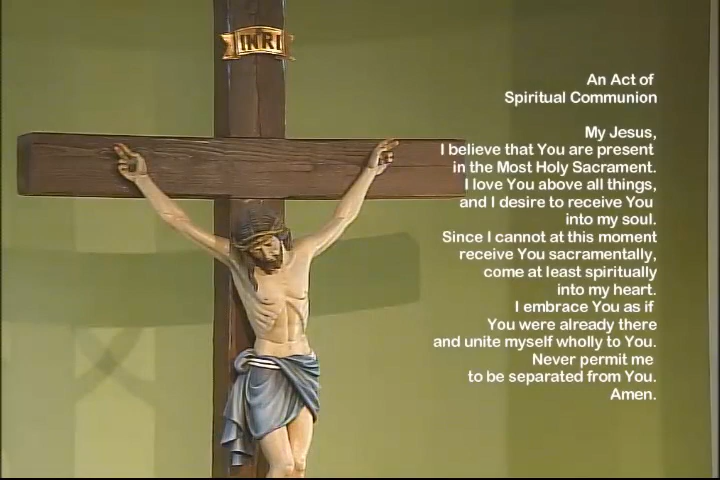 INRI
An Act of
Spiritual Communion
My Jesus,
I believe that You are present
in the Most Holy Sacrament.
I love You above all things,
and I desire to receive You
into my soul.
Since I cannot at this moment
receive You sacramentally,
come at least spiritually
into my heart.
I embrace You as if
You were already there
and unite myself wholly to You.
Never permit me
to be separated from You.
Amen.